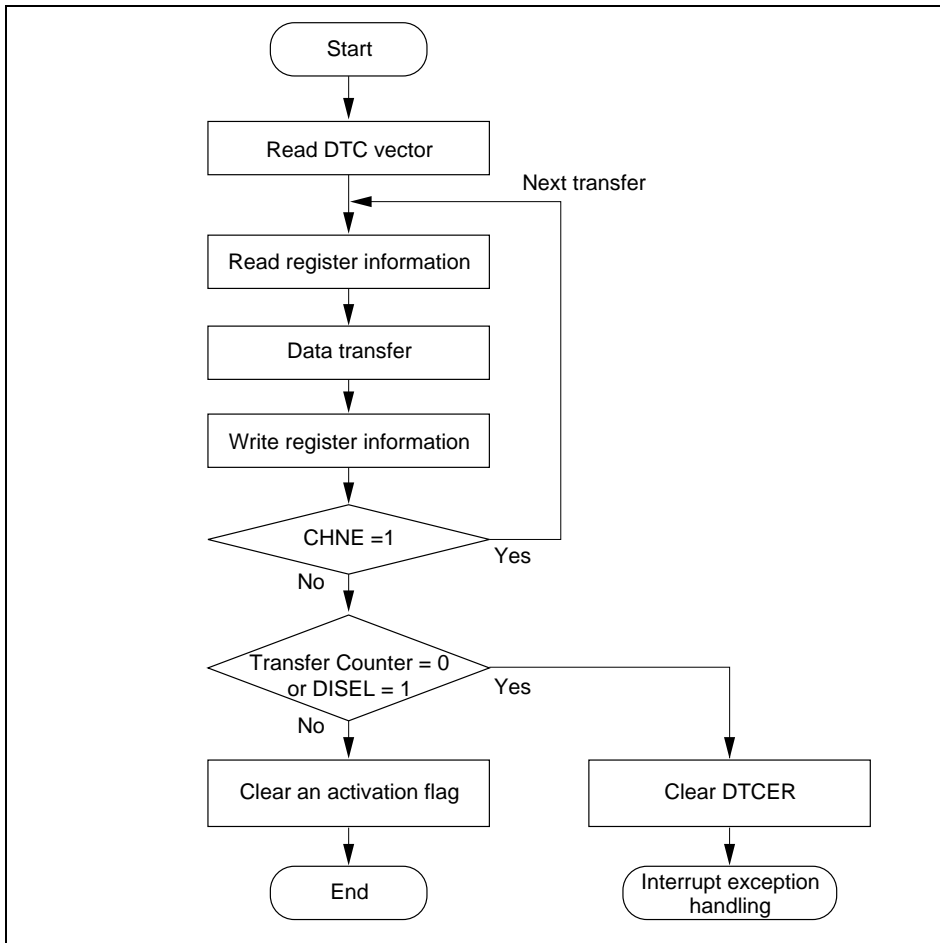 Start
Read DTC vector
Next transfer
Read register information
Data transfer
Write register information
CHNE =1
Yes
No
Transfer Counter = 0
or DISEL = 1
Yes
No
Clear an activation flag
Clear DTCER
End
Interrupt exception
handling